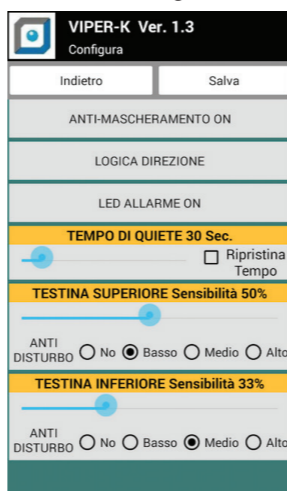 VIPER-K Ver. 1.3
Configura
Indietro Salva
ANTI-MASCHERAMENTO ON
LOGICA DIREZIONE
LED ALLARME ON
TEMPO DI QUIETE 30 Sec.
Ripristina
Tempo
TESTINA SUPERIORE Sensibilità 50%
ANTI
DISTURBO No Basso Medio Alto
TESTINA INFERIORE Sensibilità 33%
ANTI
DISTURBO No Basso Medio Alto